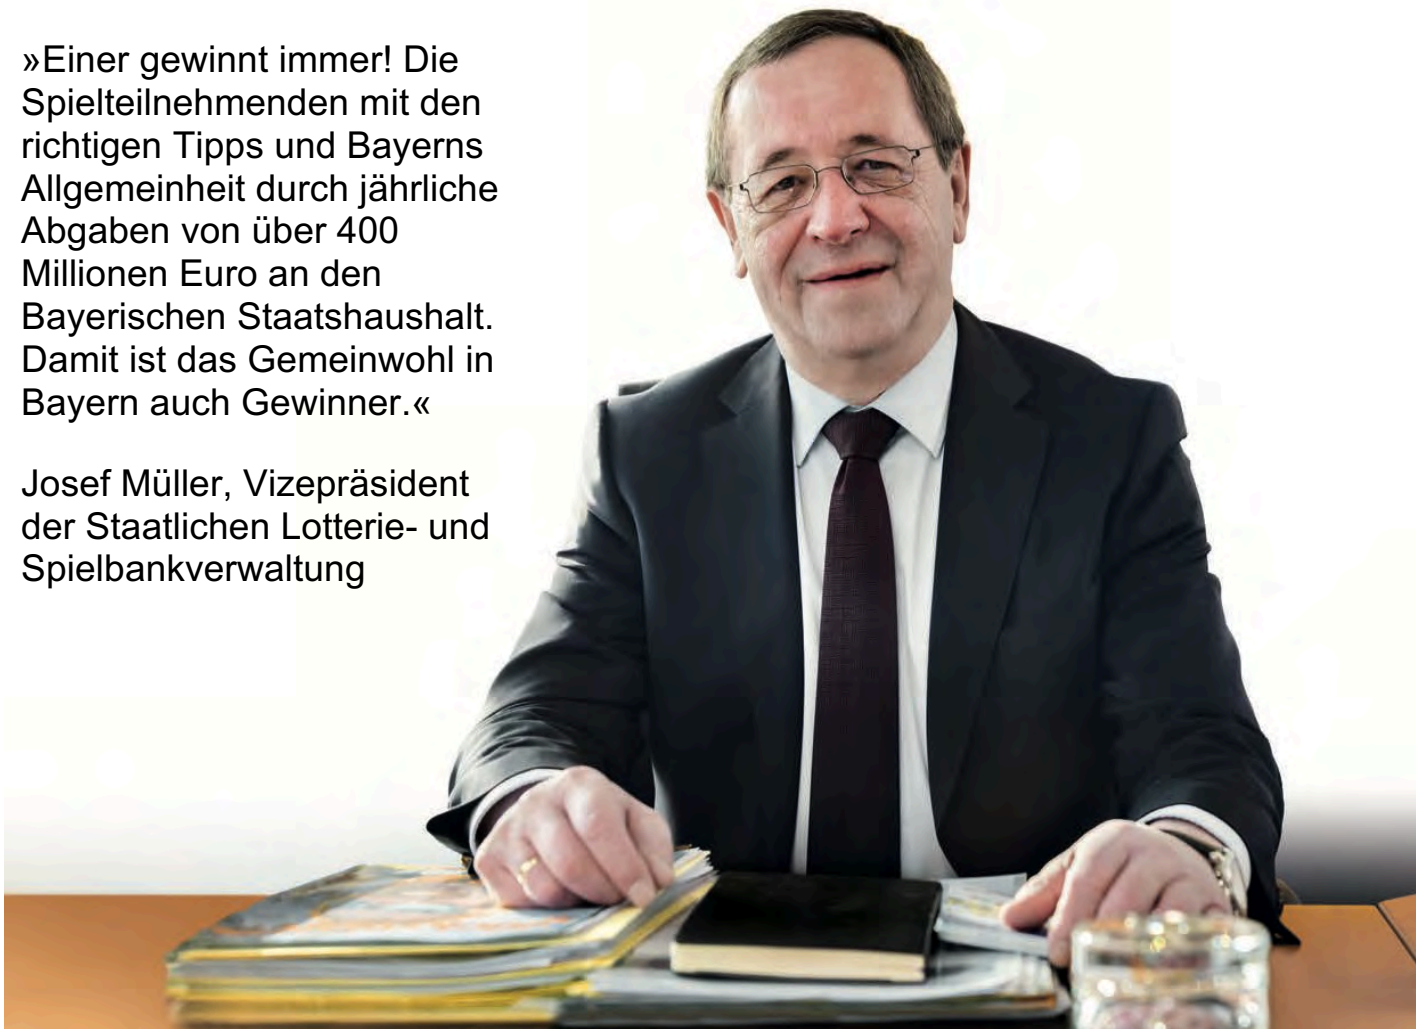 »Einer gewinnt immer! Die
Spielteilnehmenden mit den
richtigen Tipps und Bayerns
Allgemeinheit durch jährliche
Abgaben von über 400
Millionen Euro an den
Bayerischen Staatshaushalt.
Damit ist das Gemeinwohl in
Bayern auch Gewinner.«
Josef Müller, Vizepräsident
der Staatlichen Lotterie- und
Spielbankverwaltung